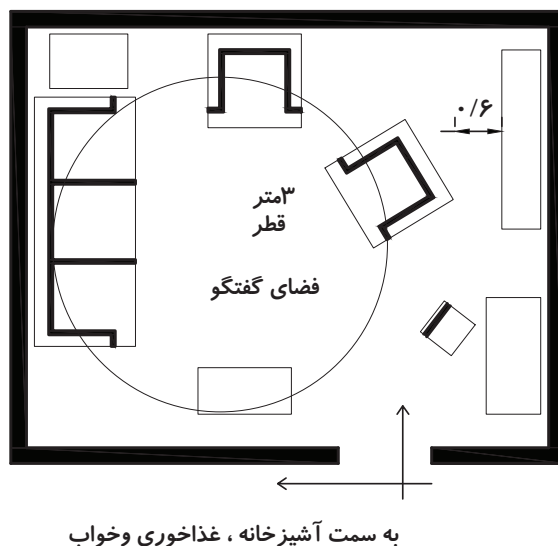 ۰/۶
۳متر
قطر
فضای گفتگو
به سمت آشپزخانه ، غذاخوری وخواب